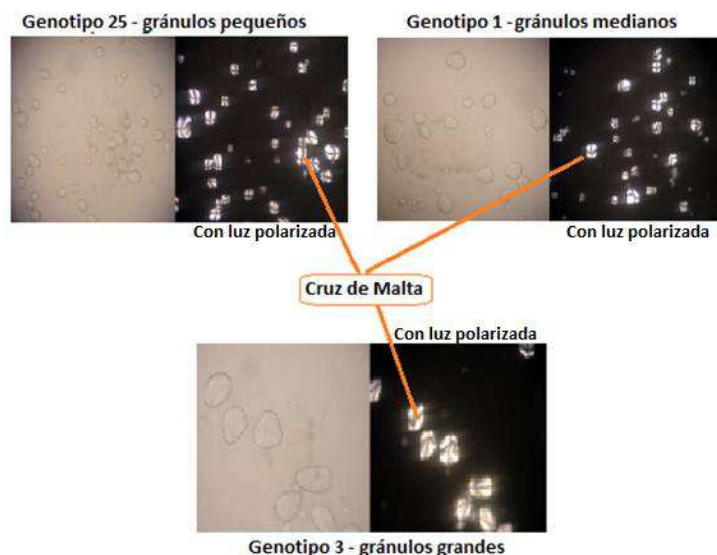 Genotipo 25 - gránulos pequeños
Genotipo 1 - gránulos medianos
Con luz polarizada
Con luz polarizada
Cruz de Malta
Con luz polarizada
Genotipo 3 - gránulos grandes